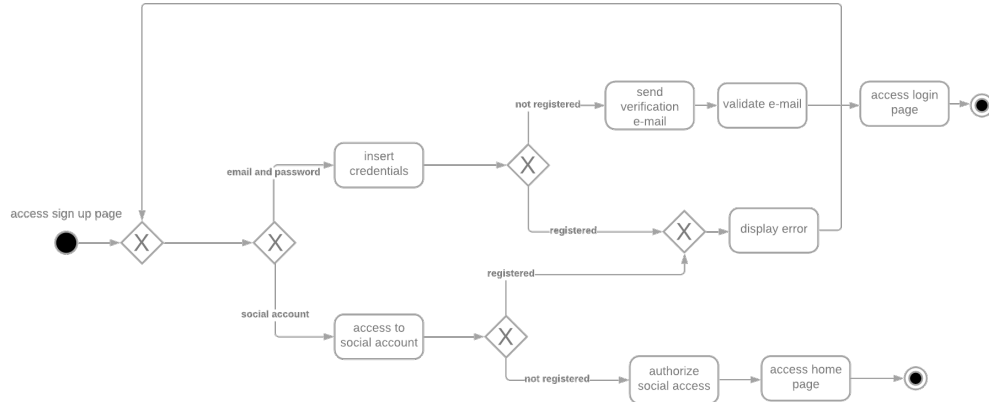 not registered
send
verification
e-mail
validate e-mail
access login
page
email and password
insert
credentials
X
access sign up page
X
X
registered
X
display error
registered
social account
access to
social account
X
not registered
authorize
social access
access home
page